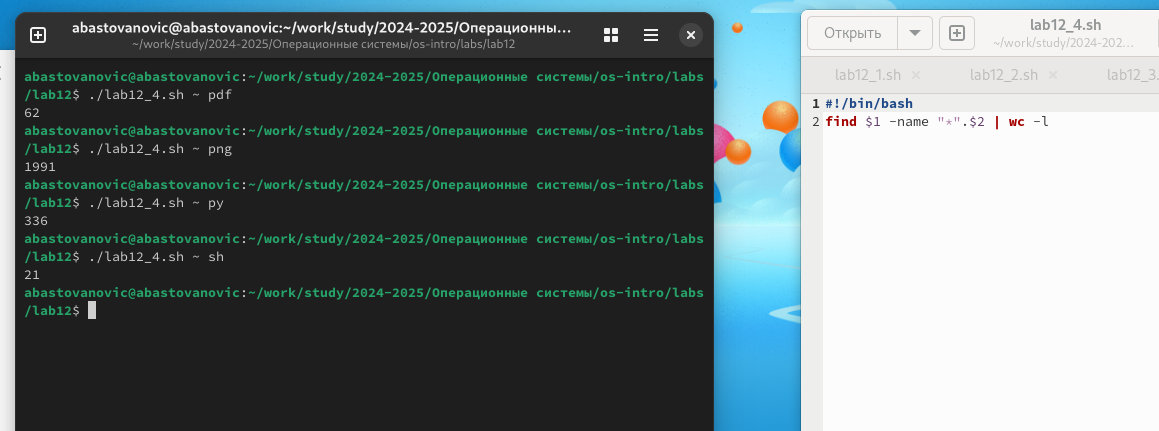 abastovanovic@abastovanovic:~/work/study/2024-2025/Операционны...
~/work/study/2024-2025/Операционные системы/os-intro/labs/lab12
abastovanovic@abastovanovic:~/work/study/2024-2025/Операционные системы/os-intro/labs
/lab12$ ./lab12_4.sh ~ pdf
62
abastovanovic@abastovanovic:~/work/study/2024-2025/Операционные системы/os-intro/labs
/lab12$ ./lab12_4.sh ~ png
1991
abastovanovic@abastovanovic:~/work/study/2024-2025/Операционные системы/os-intro/labs
/lab12$ ./lab12_4.sh ~ py
336
abastovanovic@abastovanovic:~/work/study/2024-2025/Операционные системы/os-intro/labs
/lab12$ ./lab12_4.sh ~ sh
21
abastovanovic@abastovanovic:~/work/study/2024-2025/Операционные системы/os-intro/labs
/lab12$
Открыть
lab12_4.sh
~/work/study/2024-202...
lab12_1.sh
lab12_2.sh
lab12_3.
1 #!/bin/bash
2 find $1 -name "*".$2 | wc -l